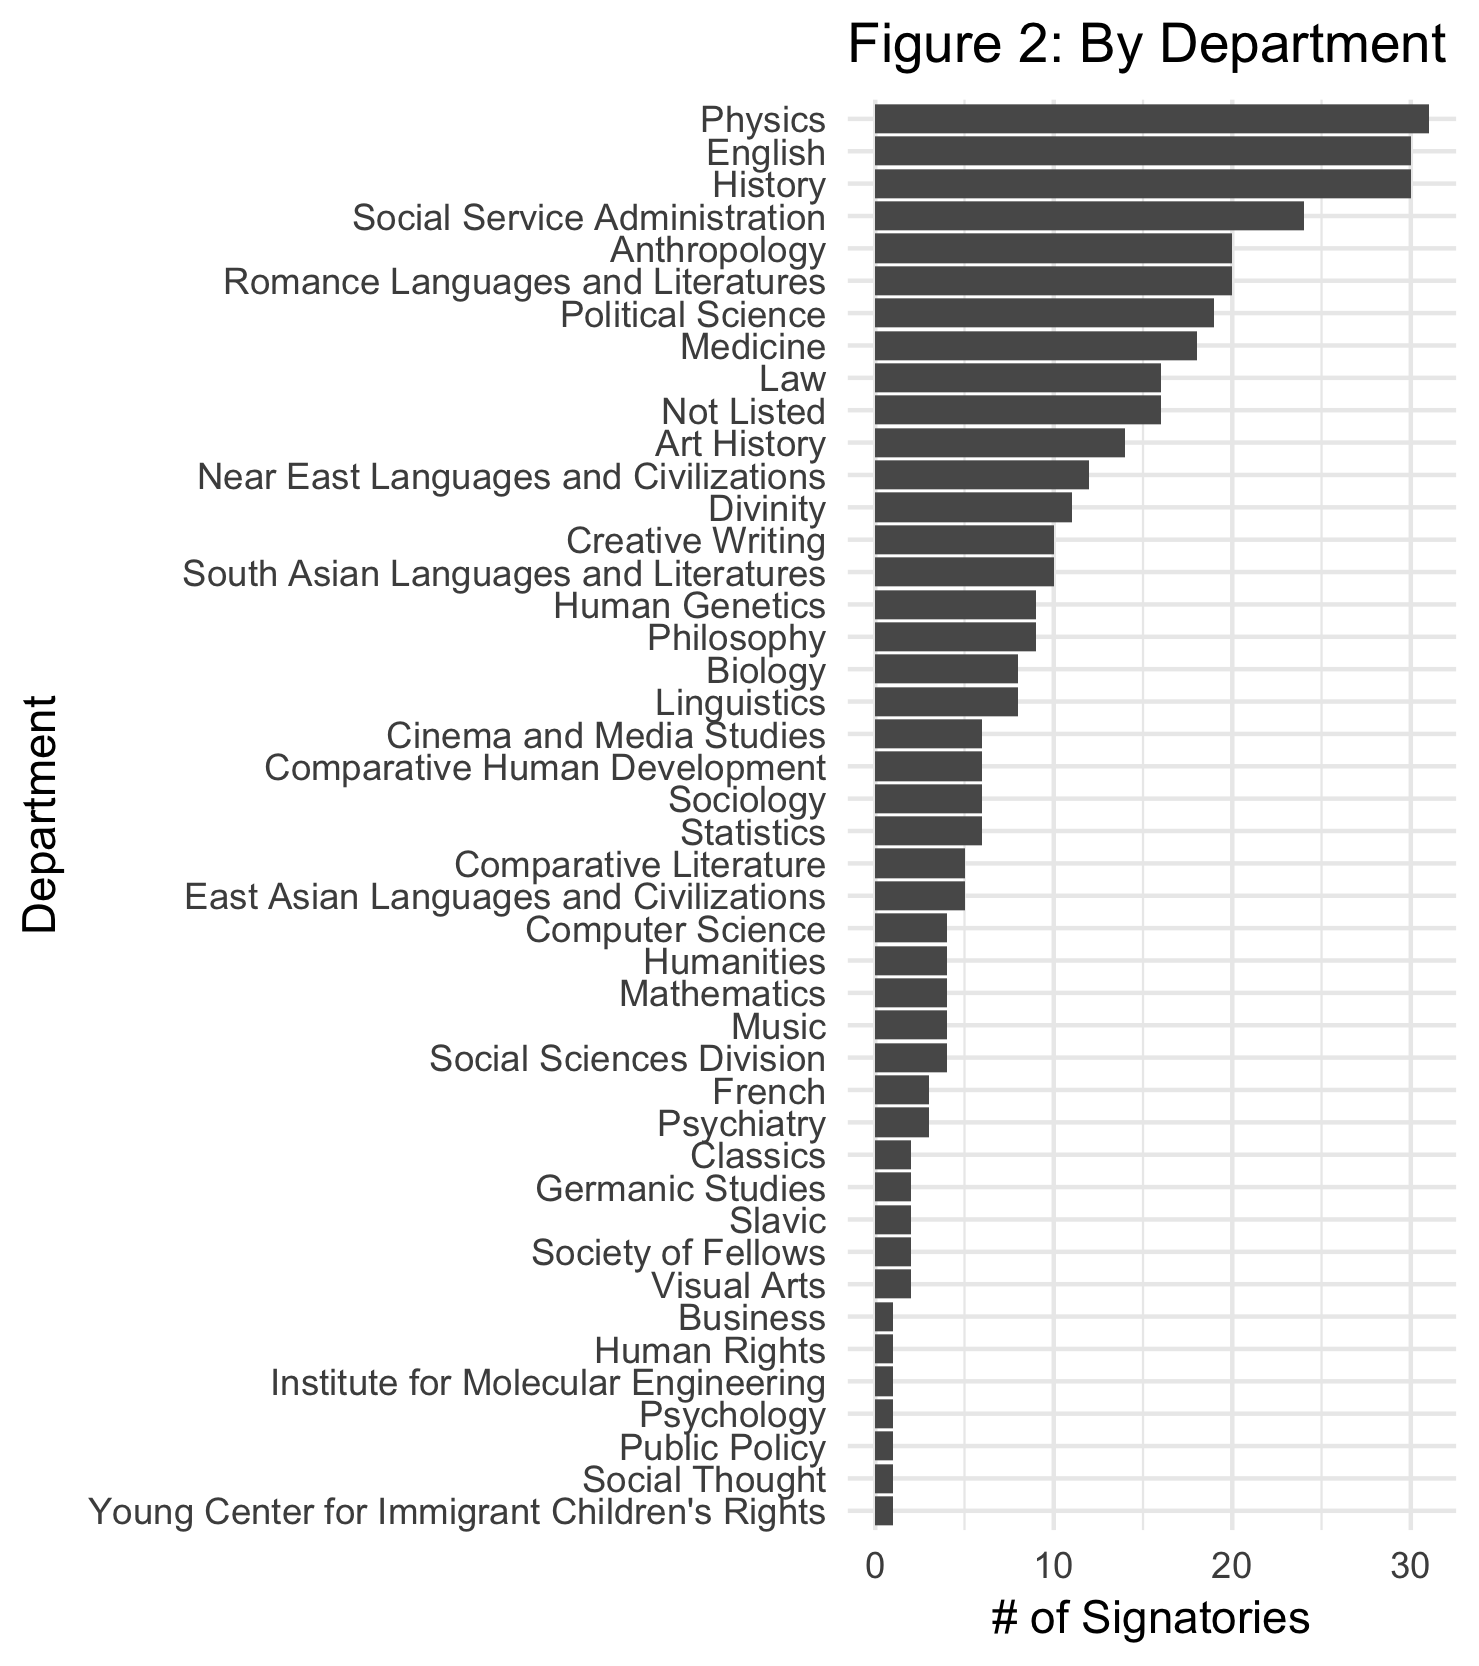 Figure 2: By Department
Physics
English
History
Social Service Administration
Anthropology
Romance Languages and Literatures
Political Science
Medicine
Law
Not Listed
Art History
Near East Languages and Civilizations
Divinity
Creative Writing
South Asian Languages and Literatures
Human Genetics
Philosophy
Biology
Linguistics
Cinema and Media Studies
Comparative Human Development
Sociology
Statistics
Comparative Literature
East Asian Languages and Civilizations
Computer Science
Humanities
Mathematics
Music
Social Sciences Division
French
Psychiatry
Classics
Germanic Studies
Slavic
Society of Fellows
Visual Arts
Business
Human Rights
Institute for Molecular Engineering
Psychology
Public Policy
Social Thought
Young Center for Immigrant Children's Rights
Department
0 10 20 30
# of Signatories